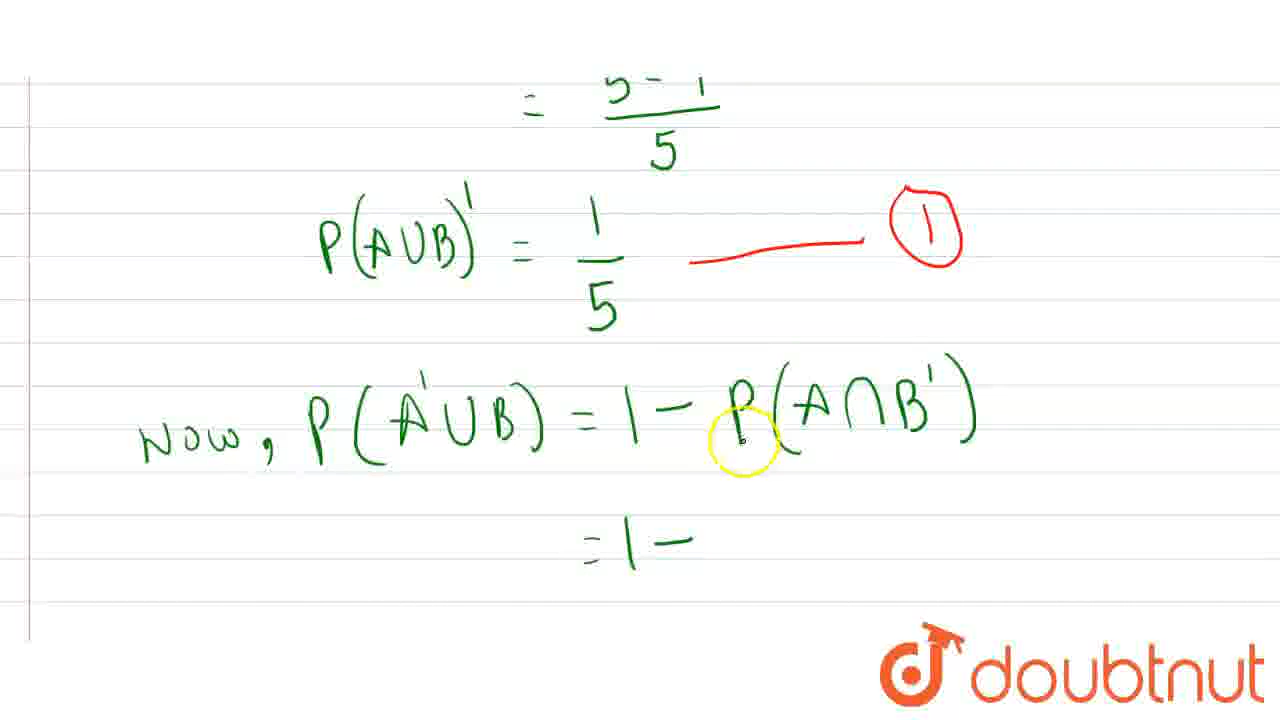 = 5 - 1
5
P(A∪B)' = 1/5 ——— 1
Now, P(A'∪B) = 1 - P(A∩B')
= 1 -
doubtnut